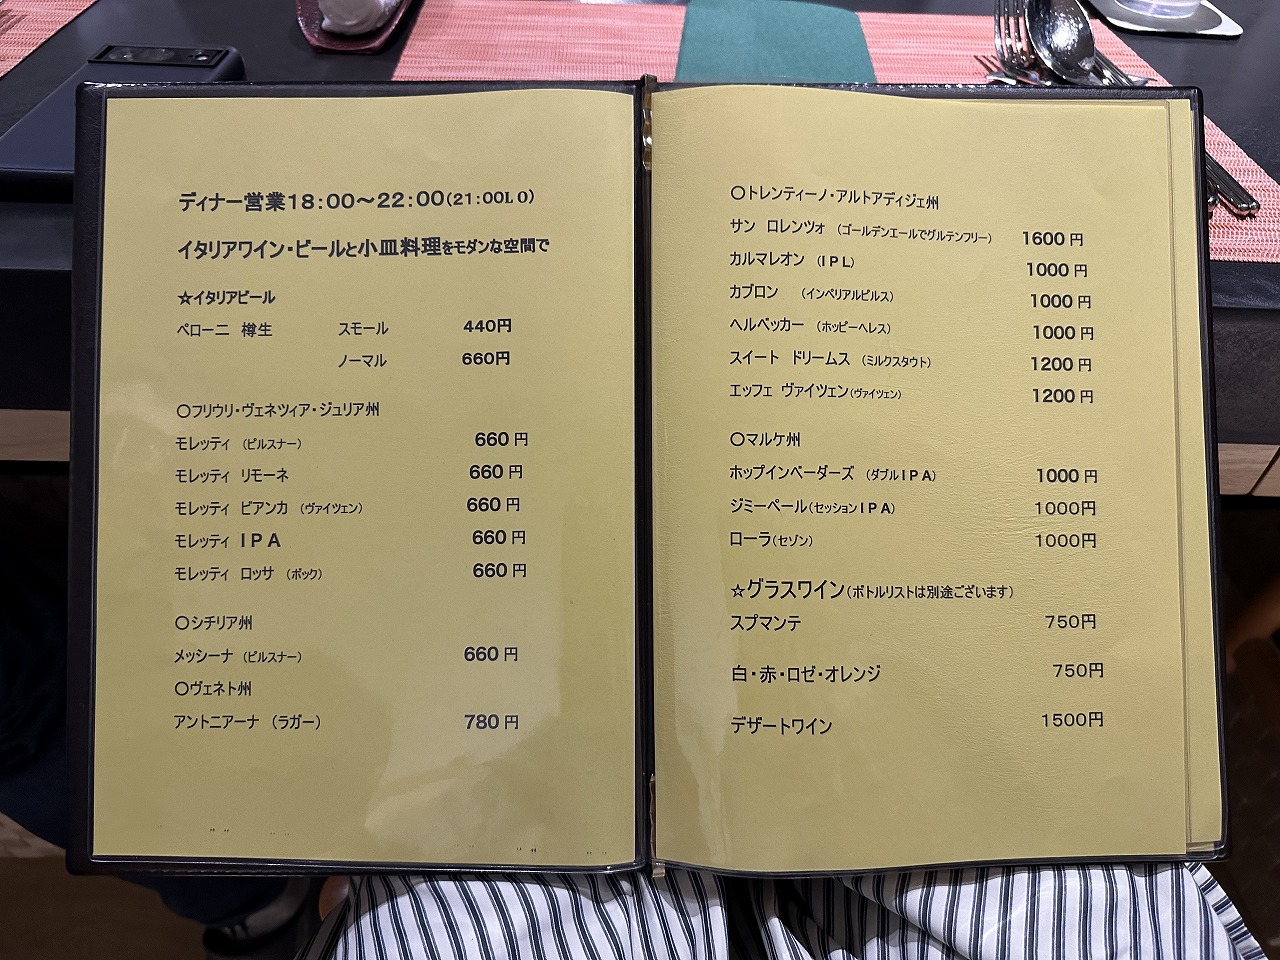 ディナー営業18:00～22:00(21:00LO)
イタリアワイン・ビールと小皿料理をモダンな空間で
☆イタリアビール
ペローニ 樽生 スモール 440円
ノーマル 660円
○フリウリ・ヴェネツィア・ジュリア州
モレッティ （ピルスナー） 660円
モレッティ リモーネ 660円
モレッティ ビアンカ （ヴァイツェン） 660円
モレッティ IPA 660円
モレッティ ロッサ （ボック） 660円
○シチリア州
メッシーナ （ピルスナー） 660円
○ヴェネト州
アントニアーナ （ラガー） 780円
○トレンティーノ・アルトアディジェ州
サン ロレンツォ （ゴールデンエールでグルテンフリー） 1600円
カルマレオン （IPL） 1000円
カブロン （インペリアルピルス） 1000円
ヘルベッカー （ホッピーヘレス） 1000円
スイート ドリームス （ミルクスタウト） 1200円
エッフェ ヴァイツェン（ヴァイツェン） 1200円
○マルケ州
ホップインベーダーズ （ダブルIPA） 1000円
ジミーペール（セッションIPA） 1000円
ローラ（セゾン） 1000円
☆グラスワイン（ボトルリストは別途ございます）
スプマンテ 750円
白・赤・ロゼ・オレンジ 750円
デザートワイン 1500円